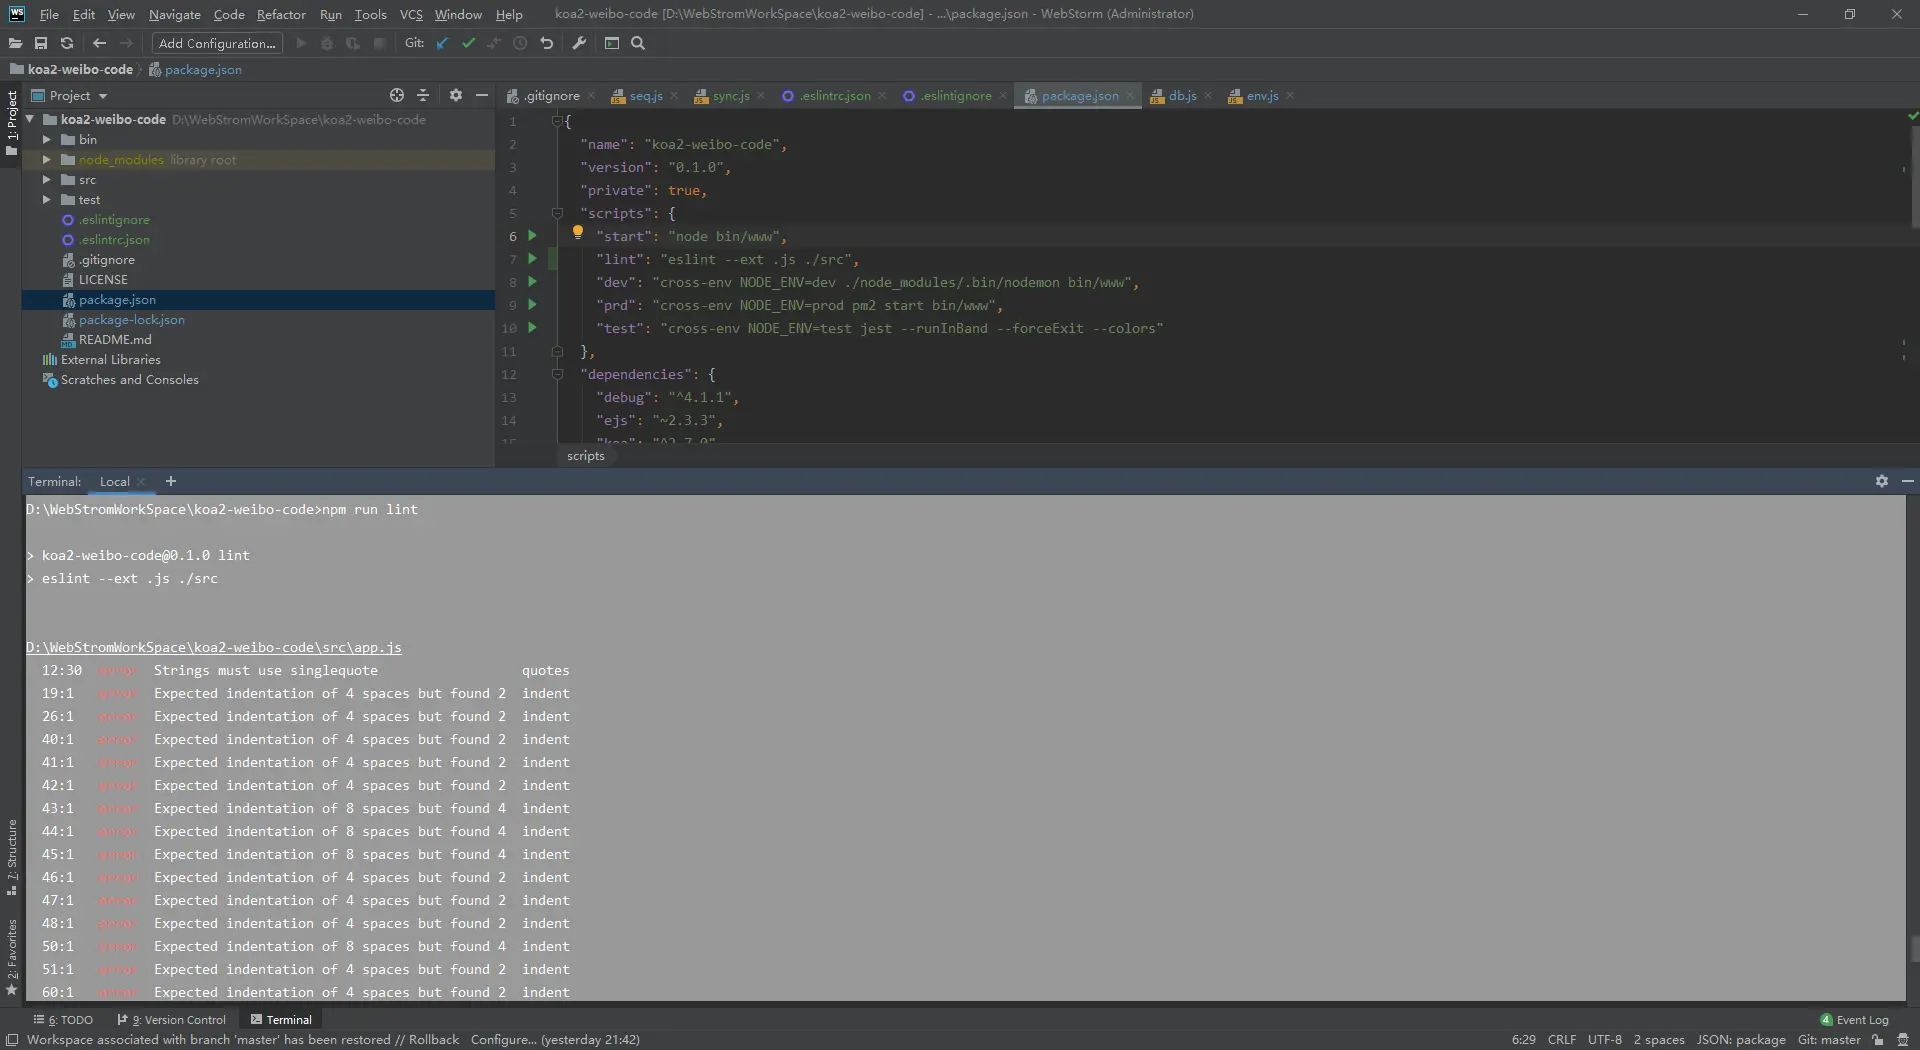 File Edit View Navigate Code Refactor Run Tools VCS Window Help koa2-weibo-code [D:\WebStromWorkSpace\koa2-weibo-code] - ...\package.json - WebStorm (Administrator)
Add Configuration... Git:
koa2-weibo-code package.json
1: Project
Project
koa2-weibo-code D:\WebStromWorkSpace\koa2-weibo-code
bin
node_modules library root
src
test
.eslintignore
.eslintrc.json
.gitignore
LICENSE
package.json
package-lock.json
README.md
External Libraries
Scratches and Consoles
.gitignore seq.js sync.js .eslintrc.json .eslintignore package.json db.js env.js
1 {
2 "name": "koa2-weibo-code",
3 "version": "0.1.0",
4 "private": true,
5 "scripts": {
6 "start": "node bin/www",
7 "lint": "eslint --ext .js ./src",
8 "dev": "cross-env NODE_ENV=dev ./node_modules/.bin/nodemon bin/www",
9 "prd": "cross-env NODE_ENV=prod pm2 start bin/www",
10 "test": "cross-env NODE_ENV=test jest --runInBand --forceExit --colors"
11 },
12 "dependencies": {
13 "debug": "^4.1.1",
14 "ejs": "~2.3.3",
15 "koa": "^2.7.0"
scripts
Terminal: Local +
D:\WebStromWorkSpace\koa2-weibo-code>npm run lint
> koa2-weibo-code@0.1.0 lint
> eslint --ext .js ./src
D:\WebStromWorkSpace\koa2-weibo-code\src\app.js
12:30 error Strings must use singlequote quotes
19:1 error Expected indentation of 4 spaces but found 2 indent
26:1 error Expected indentation of 4 spaces but found 2 indent
40:1 error Expected indentation of 4 spaces but found 2 indent
41:1 error Expected indentation of 4 spaces but found 2 indent
42:1 error Expected indentation of 4 spaces but found 2 indent
43:1 error Expected indentation of 8 spaces but found 4 indent
44:1 error Expected indentation of 8 spaces but found 4 indent
45:1 error Expected indentation of 8 spaces but found 4 indent
46:1 error Expected indentation of 4 spaces but found 2 indent
47:1 error Expected indentation of 4 spaces but found 2 indent
48:1 error Expected indentation of 4 spaces but found 2 indent
50:1 error Expected indentation of 8 spaces but found 4 indent
51:1 error Expected indentation of 4 spaces but found 2 indent
60:1 error Expected indentation of 4 spaces but found 2 indent
7: Structure
2: Favorites
6: TODO 9: Version Control Terminal 4 Event Log
Workspace associated with branch 'master' has been restored // Rollback Configure... (yesterday 21:42) 6:29 CRLF UTF-8 2 spaces JSON: package Git: master